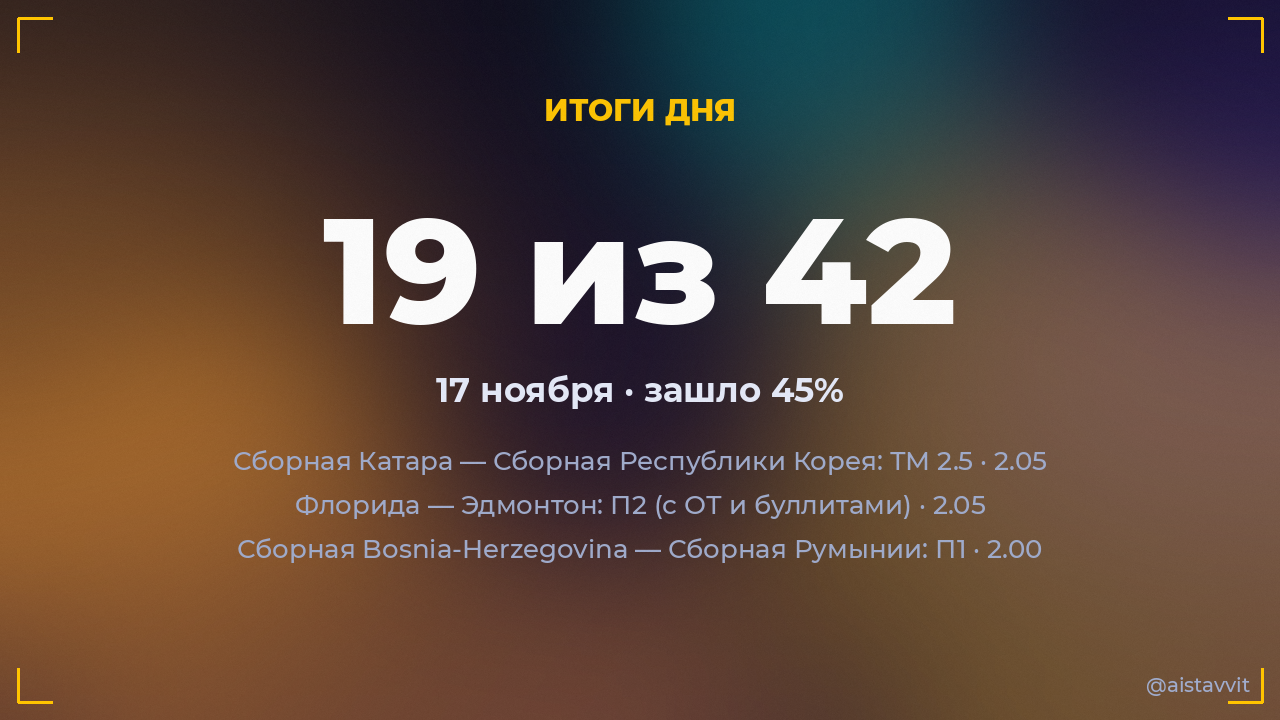 ИТОГИ ДНЯ
19 из 42
17 ноября · зашло 45%
Сборная Катара — Сборная Республики Корея: ТМ 2.5 · 2.05
Флорида — Эдмонтон: П2 (с ОТ и буллитами) · 2.05
Сборная Bosnia-Herzegovina — Сборная Румынии: П1 · 2.00
@aistavvit